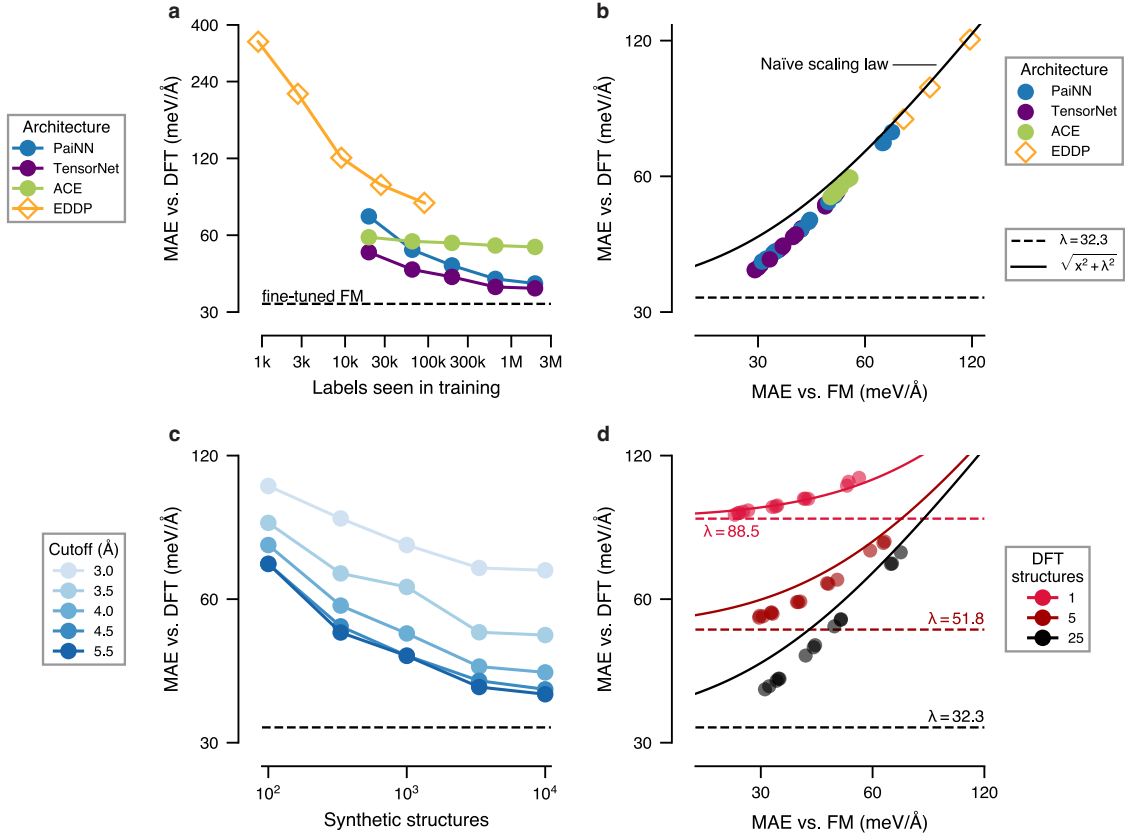 a
400
240
120
60
30
MAE vs. DFT (meV/Å)
fine-tuned FM
1k
3k
10k
30k
100k
300k
1M
3M
Labels seen in training
Architecture
PaiNN
TensorNet
ACE
EDDP
b
120
60
30
MAE vs. DFT (meV/Å)
Naïve scaling law
30
60
120
MAE vs. FM (meV/Å)
Architecture
PaiNN
TensorNet
ACE
EDDP
λ = 32.3
√x² + λ²
c
120
60
30
MAE vs. DFT (meV/Å)
10²
10³
10⁴
Synthetic structures
Cutoff (Å)
3.0
3.5
4.0
4.5
5.5
d
120
60
30
MAE vs. DFT (meV/Å)
λ = 88.5
λ = 51.8
λ = 32.3
30
60
120
MAE vs. FM (meV/Å)
DFT
structures
1
5
25